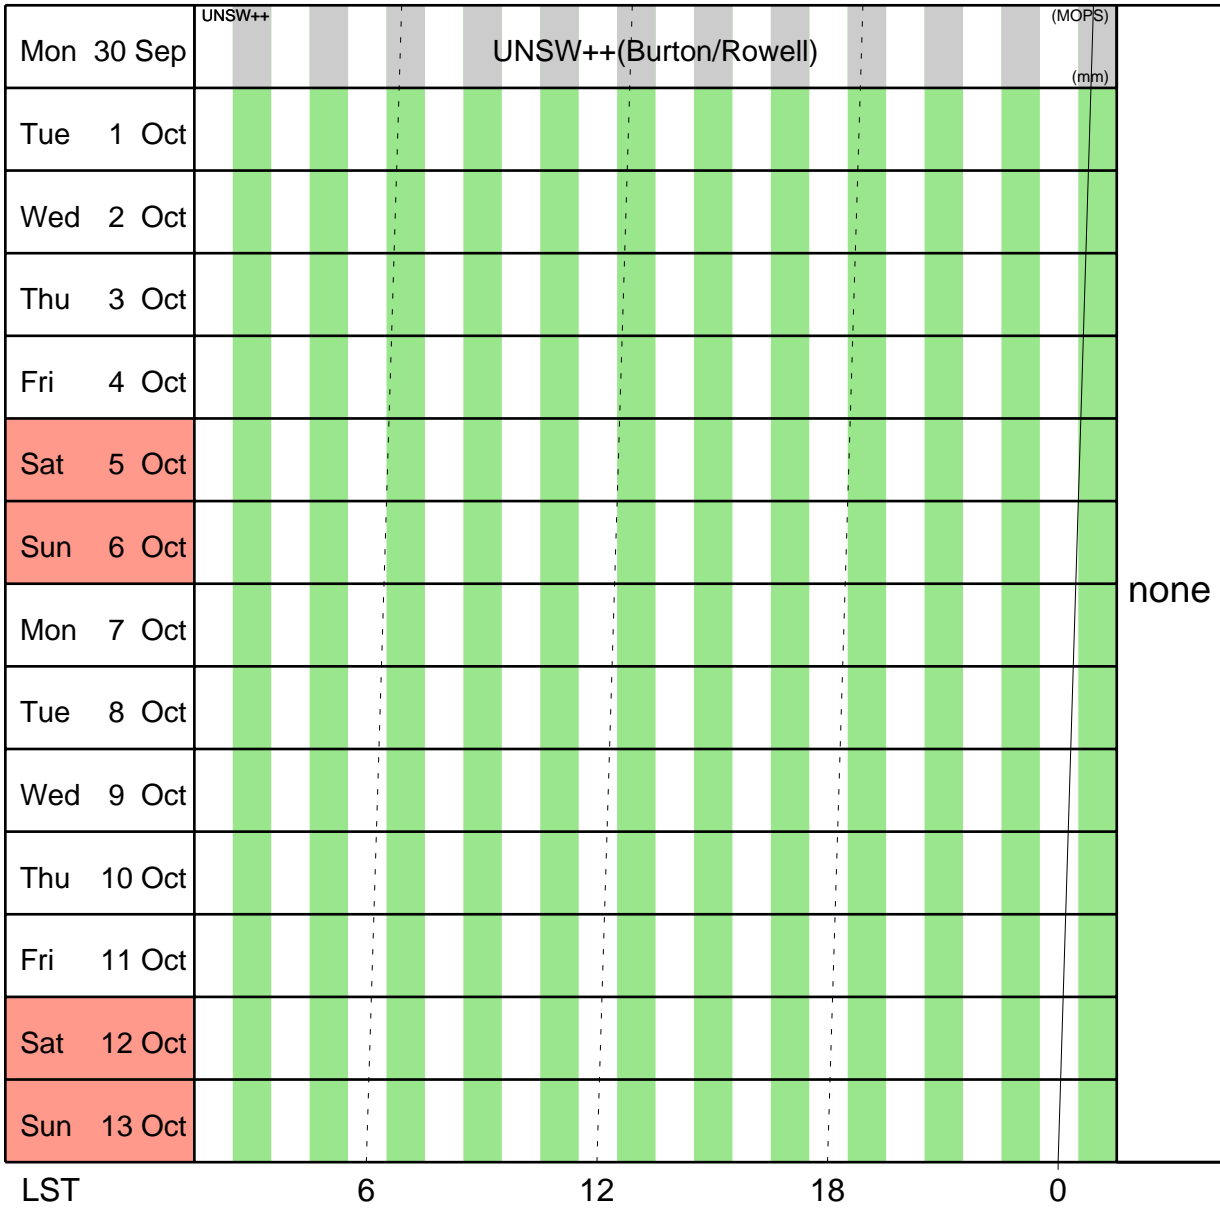 UNSW++ (MOPS)
Mon 30 Sep UNSW++(Burton/Rowell)
(mm)
Tue 1 Oct
Wed 2 Oct
Thu 3 Oct
Fri 4 Oct
Sat 5 Oct
Sun 6 Oct
none
Mon 7 Oct
Tue 8 Oct
Wed 9 Oct
Thu 10 Oct
Fri 11 Oct
Sat 12 Oct
Sun 13 Oct
LST 6 12 18 0